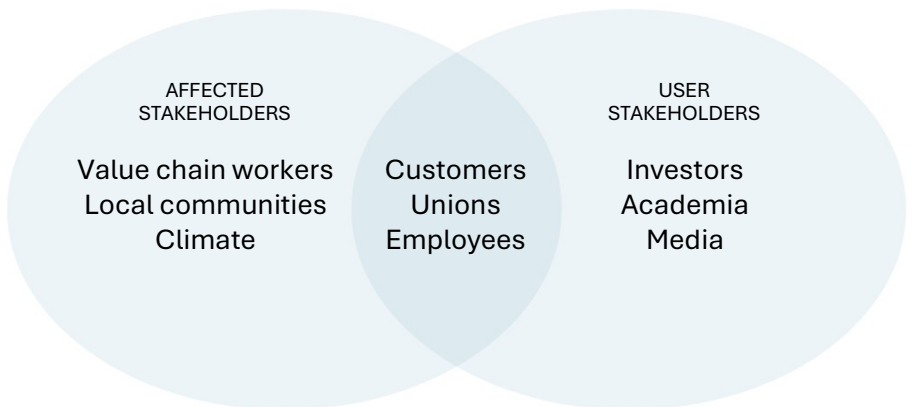 AFFECTED
STAKEHOLDERS
Value chain workers
Local communities
Climate
Customers
Unions
Employees
USER
STAKEHOLDERS
Investors
Academia
Media